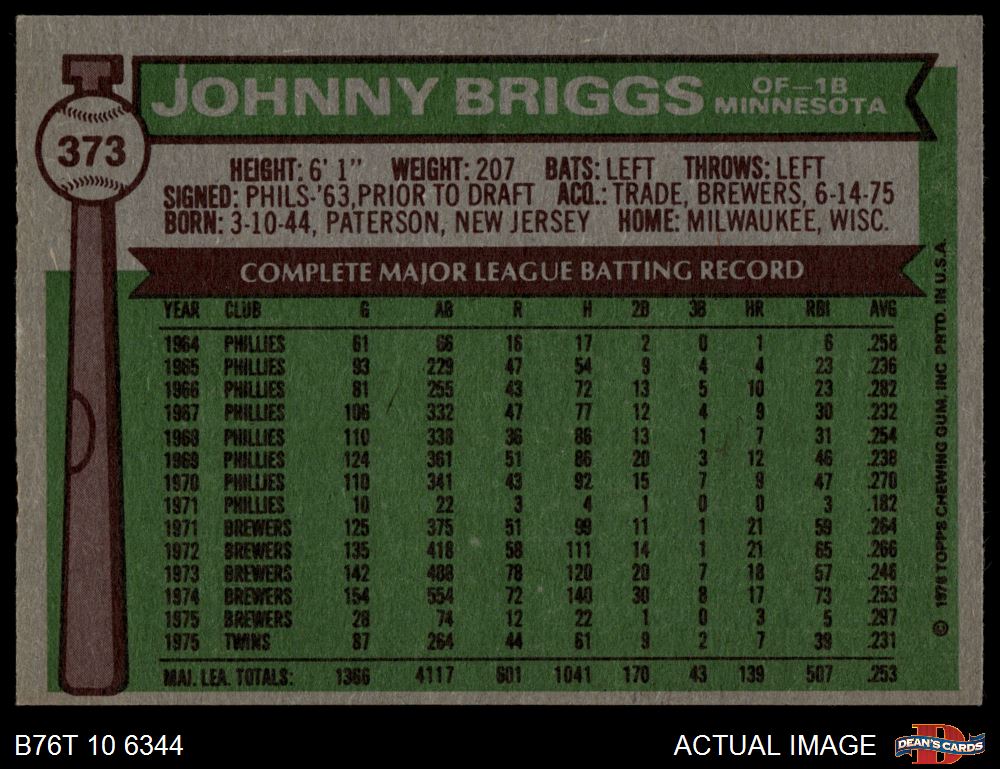 JOHNNY BRIGGS
OF—1B
MINNESOTA
373
HEIGHT: 6' 1" WEIGHT: 207 BATS: LEFT THROWS: LEFT
SIGNED: PHILS-'63,PRIOR TO DRAFT ACQ.: TRADE, BREWERS, 6-14-75
BORN: 3-10-44, PATERSON, NEW JERSEY HOME: MILWAUKEE, WISC.
COMPLETE MAJOR LEAGUE BATTING RECORD
YEAR CLUB G AB R H 2B 3B HR RBI AVG
1964 PHILLIES 61 66 16 17 2 0 1 6 .258
1965 PHILLIES 93 229 47 54 9 4 4 23 .236
1966 PHILLIES 81 255 43 72 13 5 10 23 .282
1967 PHILLIES 106 332 47 77 12 4 9 30 .232
1968 PHILLIES 110 338 36 86 13 1 7 31 .254
1969 PHILLIES 124 361 51 86 20 3 12 46 .238
1970 PHILLIES 110 341 43 92 15 7 9 47 .270
1971 PHILLIES 10 22 3 4 1 0 0 3 .182
1971 BREWERS 125 375 51 99 11 1 21 59 .264
1972 BREWERS 135 418 58 111 14 1 21 65 .266
1973 BREWERS 142 488 78 120 20 7 18 57 .246
1974 BREWERS 154 554 72 140 30 8 17 73 .253
1975 BREWERS 28 74 12 22 1 0 3 5 .297
1975 TWINS 87 264 44 61 9 2 7 39 .231
MAJ. LEA. TOTALS: 1366 4117 601 1041 170 43 139 507 .253
© 1976 TOPPS CHEWING GUM, INC PRTD. IN U.S.A.
B76T 10 6344
ACTUAL IMAGE
D
DEAN'S CARDS